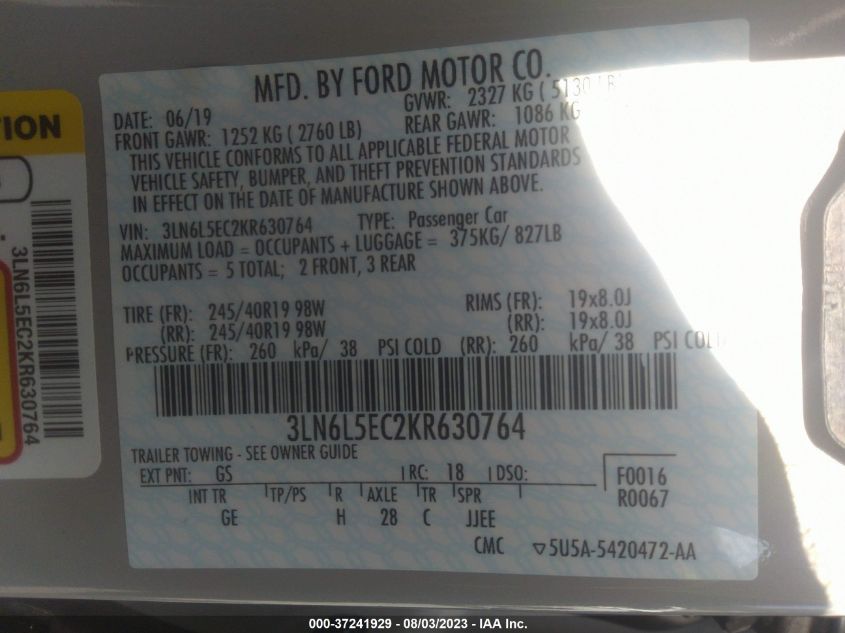 MFD. BY FORD MOTOR CO.
DATE: 06/19 GVWR: 2327 KG ( 5130 LB)
FRONT GAWR: 1252 KG ( 2760 LB) REAR GAWR: 1086 KG
THIS VEHICLE CONFORMS TO ALL APPLICABLE FEDERAL MOTOR
VEHICLE SAFETY, BUMPER, AND THEFT PREVENTION STANDARDS
IN EFFECT ON THE DATE OF MANUFACTURE SHOWN ABOVE.
VIN: 3LN6L5EC2KR630764 TYPE: Passenger Car
MAXIMUM LOAD = OCCUPANTS + LUGGAGE = 375KG/ 827LB
OCCUPANTS = 5 TOTAL; 2 FRONT, 3 REAR
TIRE (FR): 245/40R19 98W RIMS (FR): 19x8.0J
(RR): 245/40R19 98W (RR): 19x8.0J
PRESSURE (FR): 260 kPa/ 38 PSI COLD (RR): 260 kPa/ 38 PSI COLD
3LN6L5EC2KR630764
TRAILER TOWING - SEE OWNER GUIDE
EXT PNT: GS RC: 18 DSO: F0016
INT TR TP/PS R AXLE TR SPR R0067
GE H 28 C JJEE
CMC 5U5A-5420472-AA
TION
3LN6L5EC2KR630764
000-37241929 - 08/03/2023 - IAA Inc.